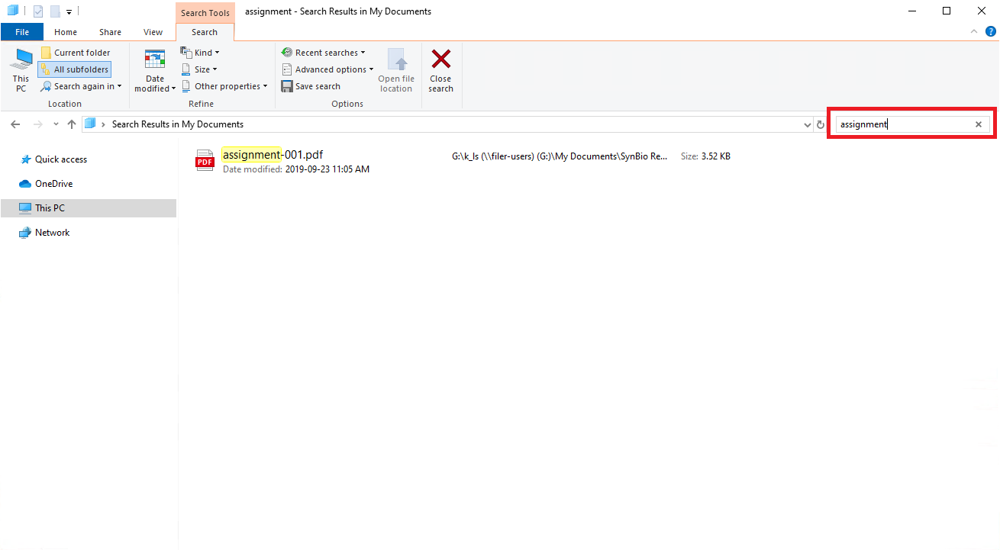 Search Tools
assignment - Search Results in My Documents
File Home Share View Search
This PC
Current folder
All subfolders
Search again in
Location
Date modified
Kind
Size
Other properties
Refine
Recent searches
Advanced options
Save search
Options
Open file location
Close search
Search Results in My Documents
assignment
Quick access
OneDrive
This PC
Network
PDF
assignment-001.pdf
Date modified: 2019-09-23 11:05 AM
G:\k_ls (\\filer-users) (G:)\My Documents\SynBio Re...
Size: 3.52 KB